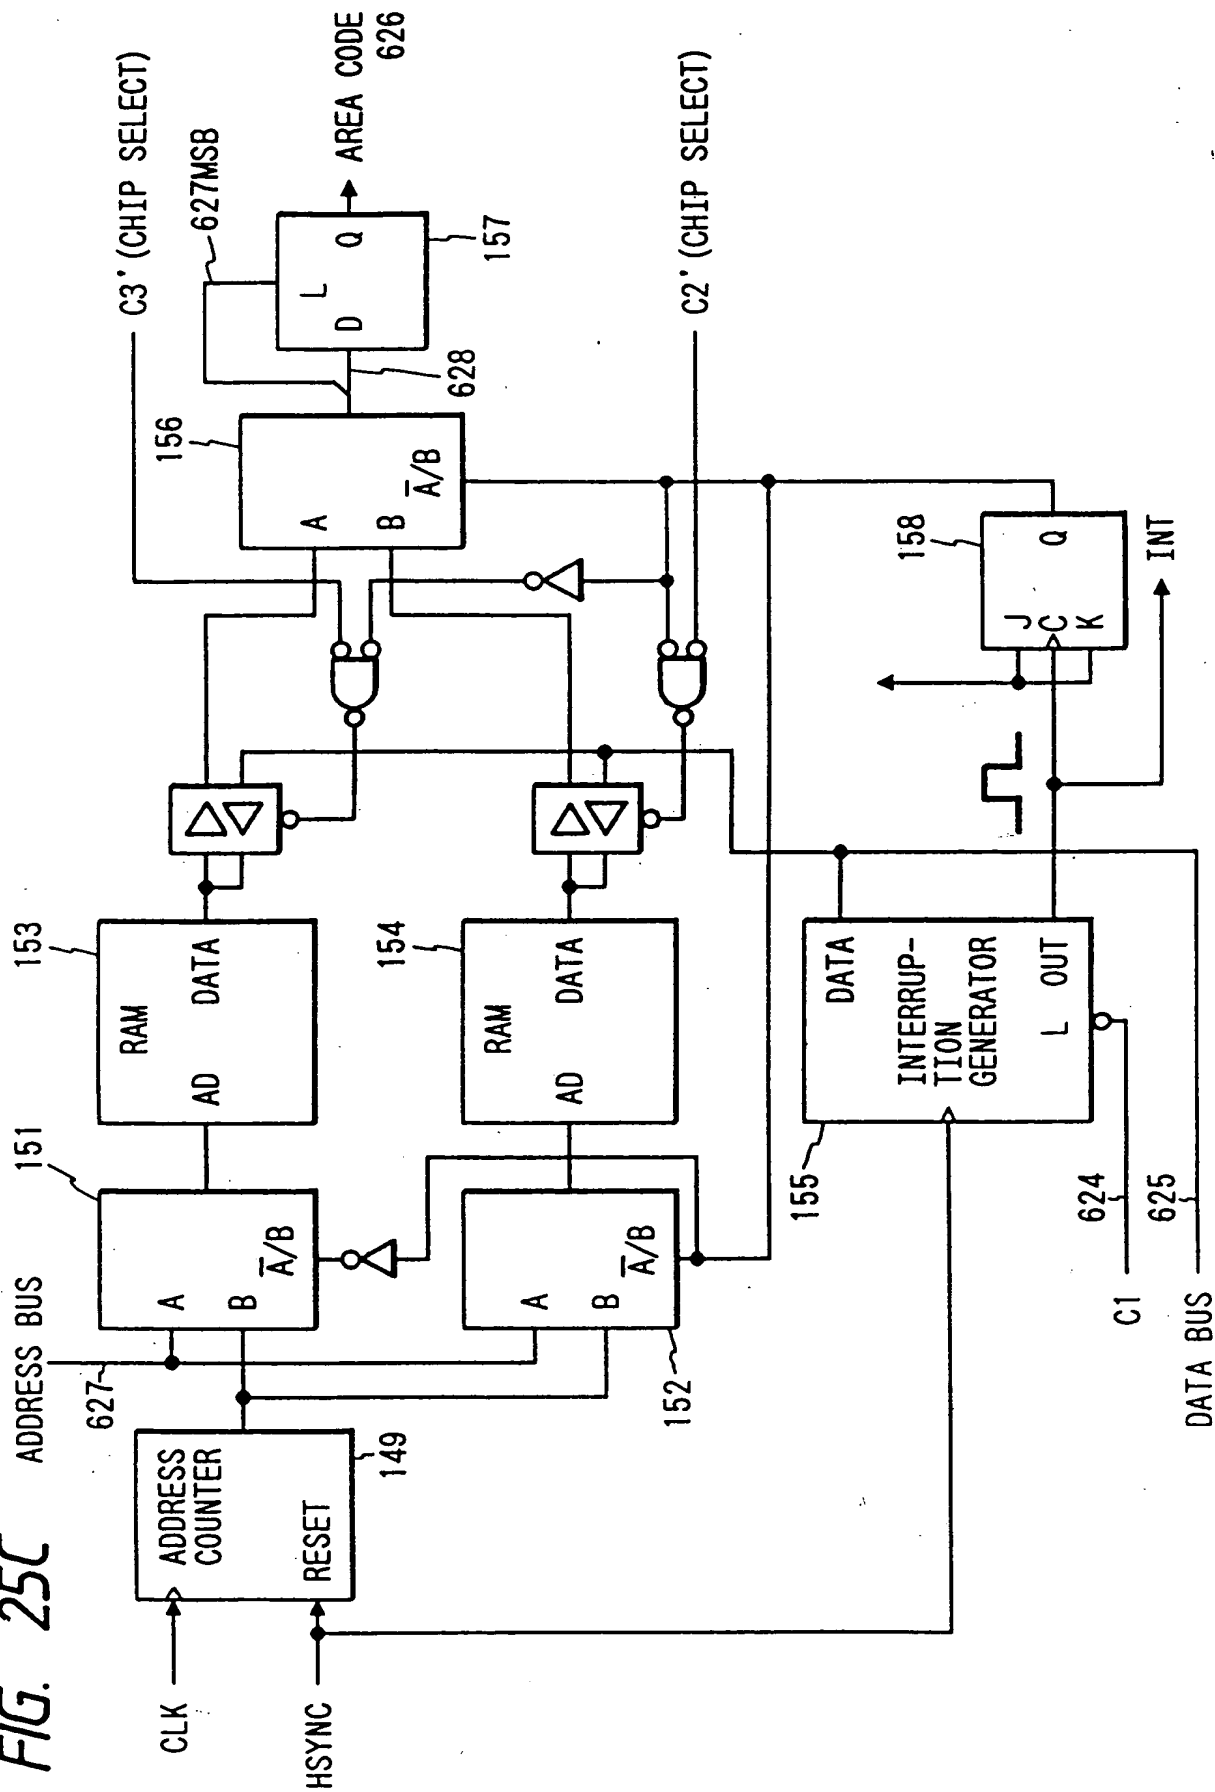 FIG. 25C
ADDRESS BUS
627
CLK
HSYNC
ADDRESS
COUNTER
RESET
149
151
A
B
A̅/B
152
A
B
A̅/B
153
RAM
AD
DATA
154
RAM
AD
DATA
156
A
B
A̅/B
C3' (CHIP SELECT)
627MSB
L
D
Q
157
628
AREA CODE
626
C2' (CHIP SELECT)
155
DATA
INTERRUP-
TION
GENERATOR
L
OUT
158
J
C
K
Q
INT
C1
624
DATA BUS
625